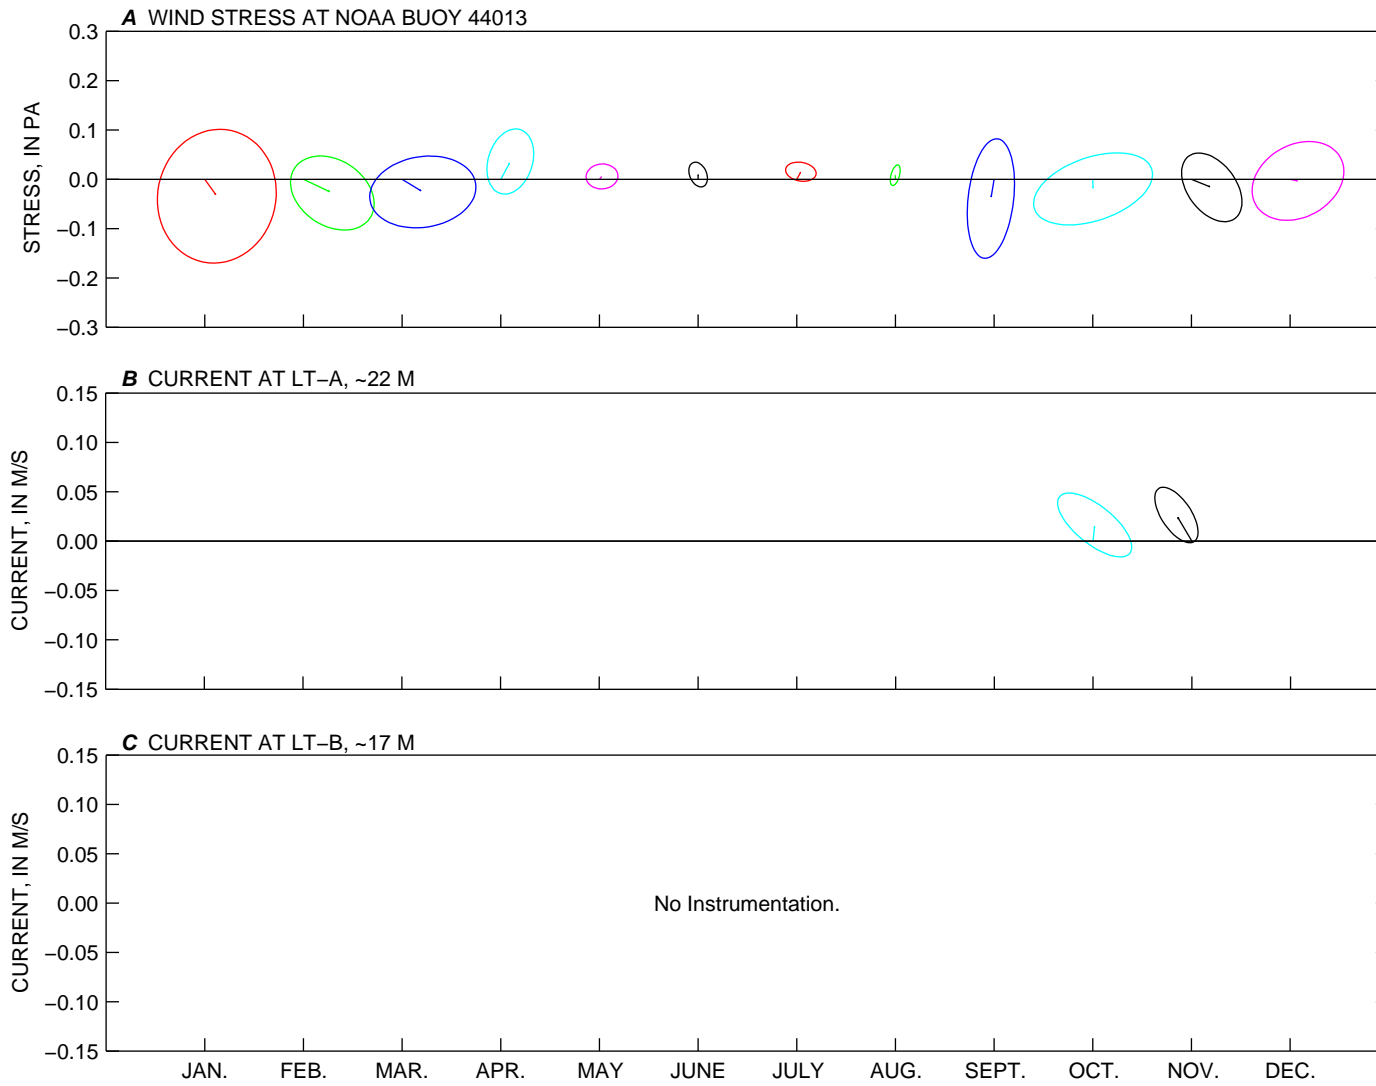 A WIND STRESS AT NOAA BUOY 44013
STRESS, IN PA
0.3
0.2
0.1
0.0
−0.1
−0.2
−0.3
B CURRENT AT LT−A, ~22 M
CURRENT, IN M/S
0.15
0.10
0.05
0.00
−0.05
−0.10
−0.15
C CURRENT AT LT−B, ~17 M
CURRENT, IN M/S
0.15
0.10
0.05
0.00
−0.05
−0.10
−0.15
No Instrumentation.
JAN. FEB. MAR. APR. MAY JUNE JULY AUG. SEPT. OCT. NOV. DEC.